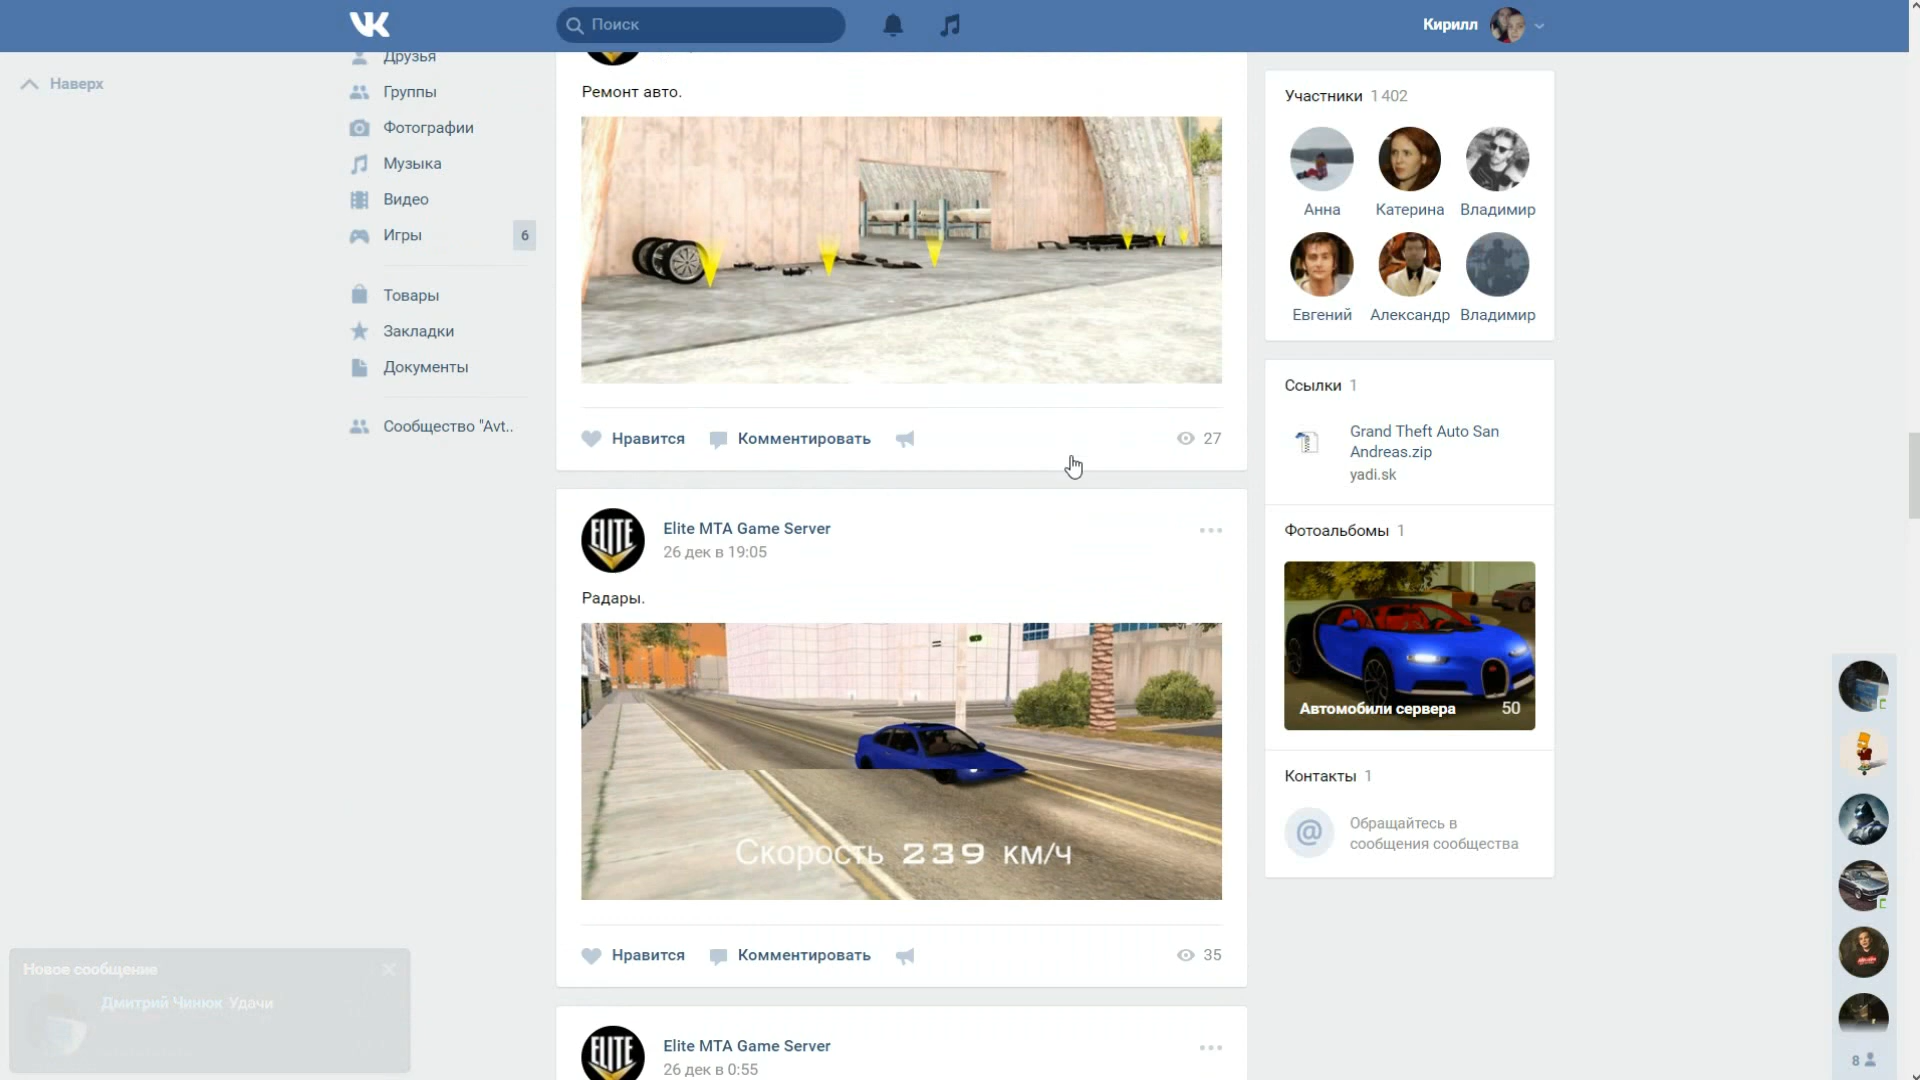 Поиск
Кирилл
Наверх
Друзья
Группы
Фотографии
Музыка
Видео
Игры
6
Товары
Закладки
Документы
Сообщество "Avt..
Ремонт авто.
Нравится
Комментировать
27
ELITE
Elite MTA Game Server
26 дек в 19:05
Радары.
Скорость 239 км/ч
Нравится
Комментировать
35
ELITE
Elite MTA Game Server
26 дек в 0:55
Участники 1 402
Анна
Катерина
Владимир
Евгений
Александр
Владимир
Ссылки 1
Grand Theft Auto San
Andreas.zip
yadi.sk
Фотоальбомы 1
Автомобили сервера 50
Контакты 1
@
Обращайтесь в
сообщения сообщества
8
Новое сообщение
Дмитрий Чинюк Удачи